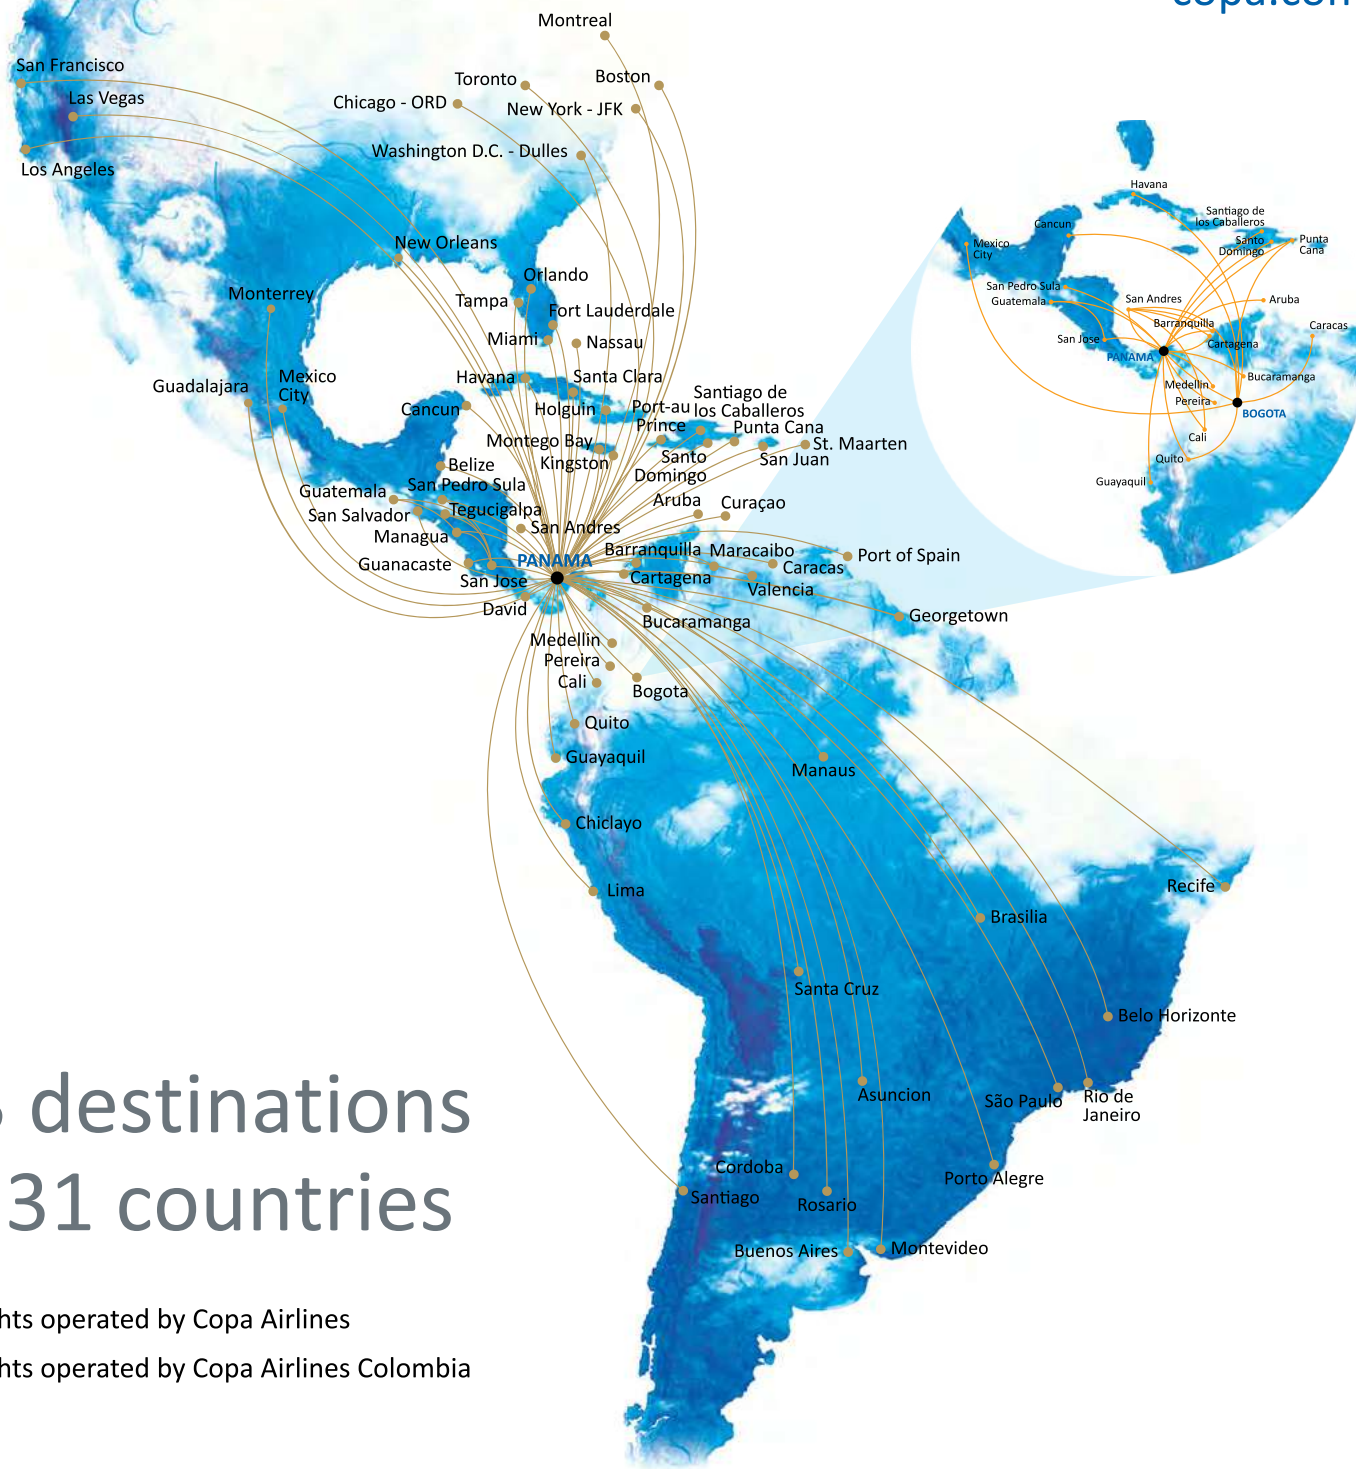 Montreal
San Francisco
Toronto
Boston
Las Vegas
Chicago - ORD
New York - JFK
Washington D.C. - Dulles
Los Angeles
New Orleans
Orlando
Monterrey
Tampa
Fort Lauderdale
Miami
Nassau
Guadalajara
Mexico
City
Havana
Santa Clara
Cancun
Holguin
Port-au
Prince
Santiago de
los Caballeros
Punta Cana
St. Maarten
Montego Bay
Kingston
Santo
Domingo
San Juan
Belize
San Pedro Sula
Guatemala
Tegucigalpa
San Salvador
Managua
San Andres
Aruba
Curaçao
Guanacaste
PANAMA
San Jose
David
Barranquilla
Maracaibo
Caracas
Port of Spain
Cartagena
Valencia
Bucaramanga
Georgetown
Medellin
Pereira
Cali
Bogota
Quito
Guayaquil
Manaus
Chiclayo
Lima
Recife
Brasilia
Santa Cruz
Belo Horizonte
Asuncion
São Paulo
Rio de
Janeiro
Cordoba
Porto Alegre
Santiago
Rosario
Buenos Aires
Montevideo
Havana
Santiago de
los Caballeros
Cancun
Mexico
City
Santo
Domingo
Punta
Cana
San Pedro Sula
Guatemala
San Andres
Aruba
Barranquilla
Caracas
San Jose
Cartagena
PANAMA
Bucaramanga
Medellin
Pereira
BOGOTA
Cali
Quito
Guayaquil
destinations
31 countries
operated by Copa Airlines
operated by Copa Airlines Colombia